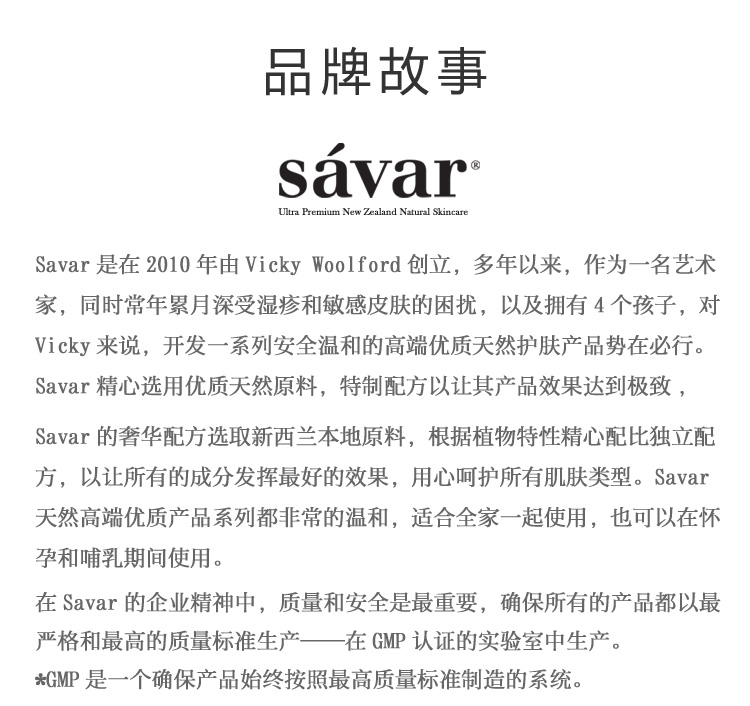 品牌故事
sávar®
Ultra Premium New Zealand Natural Skincare
Savar 是在 2010 年由 Vicky Woolford 创立，多年以来，作为一名艺术
家，同时常年累月深受湿疹和敏感皮肤的困扰，以及拥有 4 个孩子，对
Vicky 来说，开发一系列安全温和的高端优质天然护肤产品势在必行。
Savar 精心选用优质天然原料，特制配方以让其产品效果达到极致 ，
Savar 的奢华配方选取新西兰本地原料，根据植物特性精心配比独立配
方，以让所有的成分发挥最好的效果，用心呵护所有肌肤类型。Savar
天然高端优质产品系列都非常的温和，适合全家一起使用，也可以在怀
孕和哺乳期间使用。
在 Savar 的企业精神中，质量和安全是最重要，确保所有的产品都以最
严格和最高的质量标准生产——在 GMP 认证的实验室中生产。
*GMP 是一个确保产品始终按照最高质量标准制造的系统。